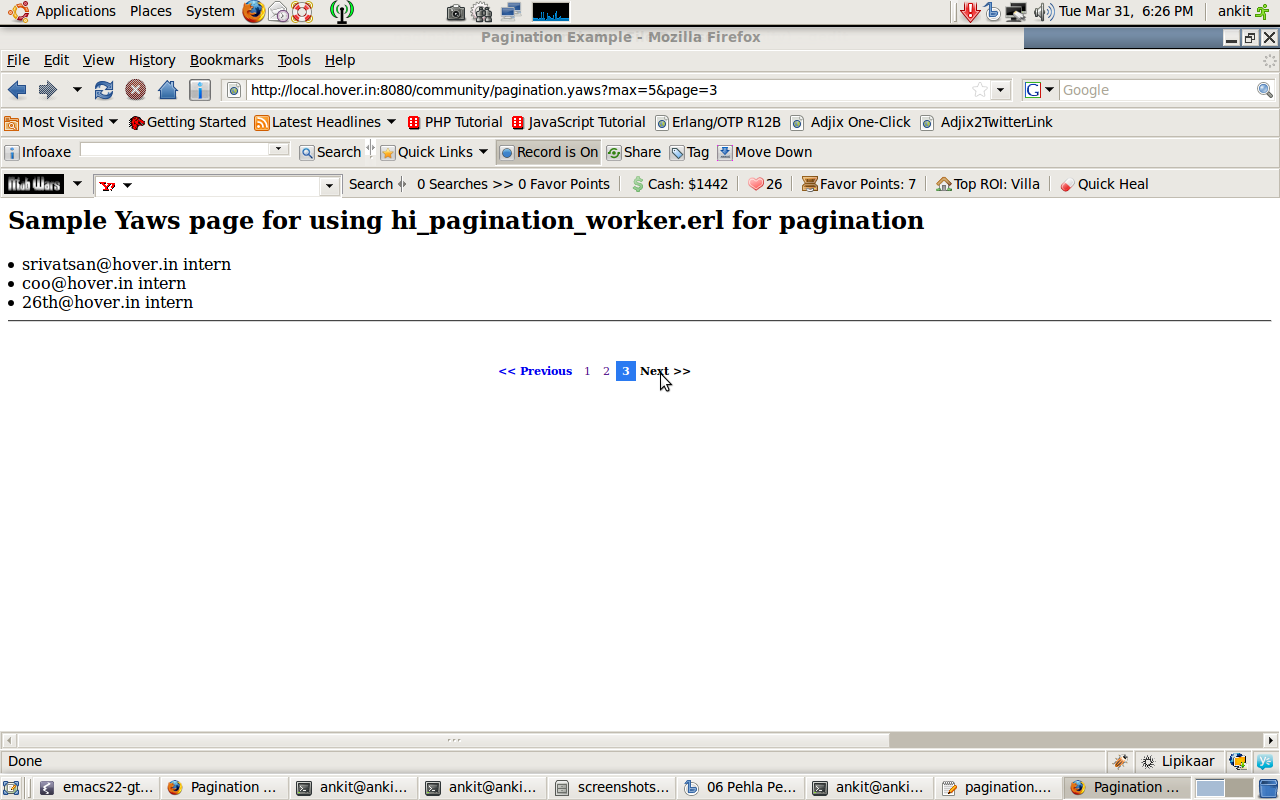 Applications Places System Tue Mar 31, 6:26 PM ankit
Pagination Example - Mozilla Firefox
File Edit View History Bookmarks Tools Help
http://local.hover.in:8080/community/pagination.yaws?max=5&page=3 G Google
Most Visited Getting Started Latest Headlines PHP Tutorial JavaScript Tutorial Erlang/OTP R12B Adjix One-Click Adjix2TwitterLink
Infoaxe Search Quick Links Record is On Share Tag Move Down
Mob Wars Y! Search 0 Searches >> 0 Favor Points Cash: $1442 26 Favor Points: 7 Top ROI: Villa Quick Heal
Sample Yaws page for using hi_pagination_worker.erl for pagination
• srivatsan@hover.in intern
• coo@hover.in intern
• 26th@hover.in intern
<< Previous 1 2 3 Next >>
Done Lipikaar
emacs22-gt... Pagination ... ankit@anki... ankit@anki... screenshots... 06 Pehla Pe... ankit@anki... pagination.... Pagination ...